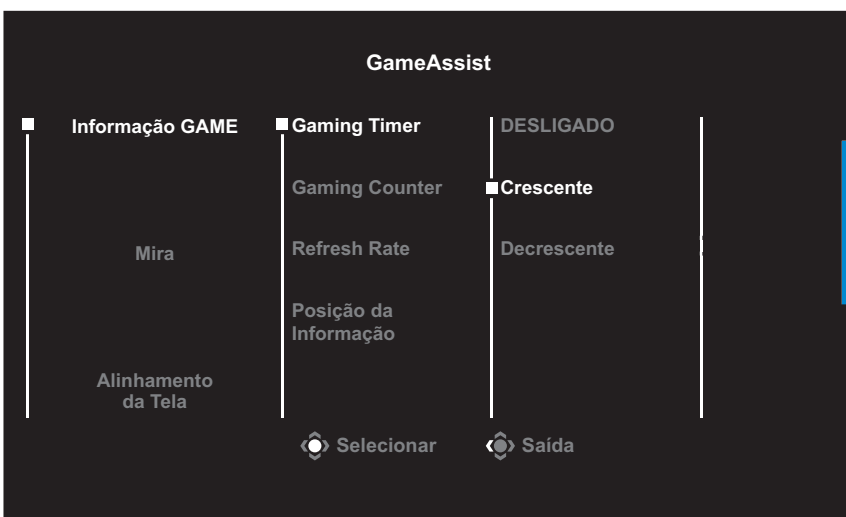 GameAssist
Informação GAME
Gaming Timer
DESLIGADO
Gaming Counter
Crescente
Mira
Refresh Rate
Decrescente
Posição da
Informação
Alinhamento
da Tela
Selecionar
Saída